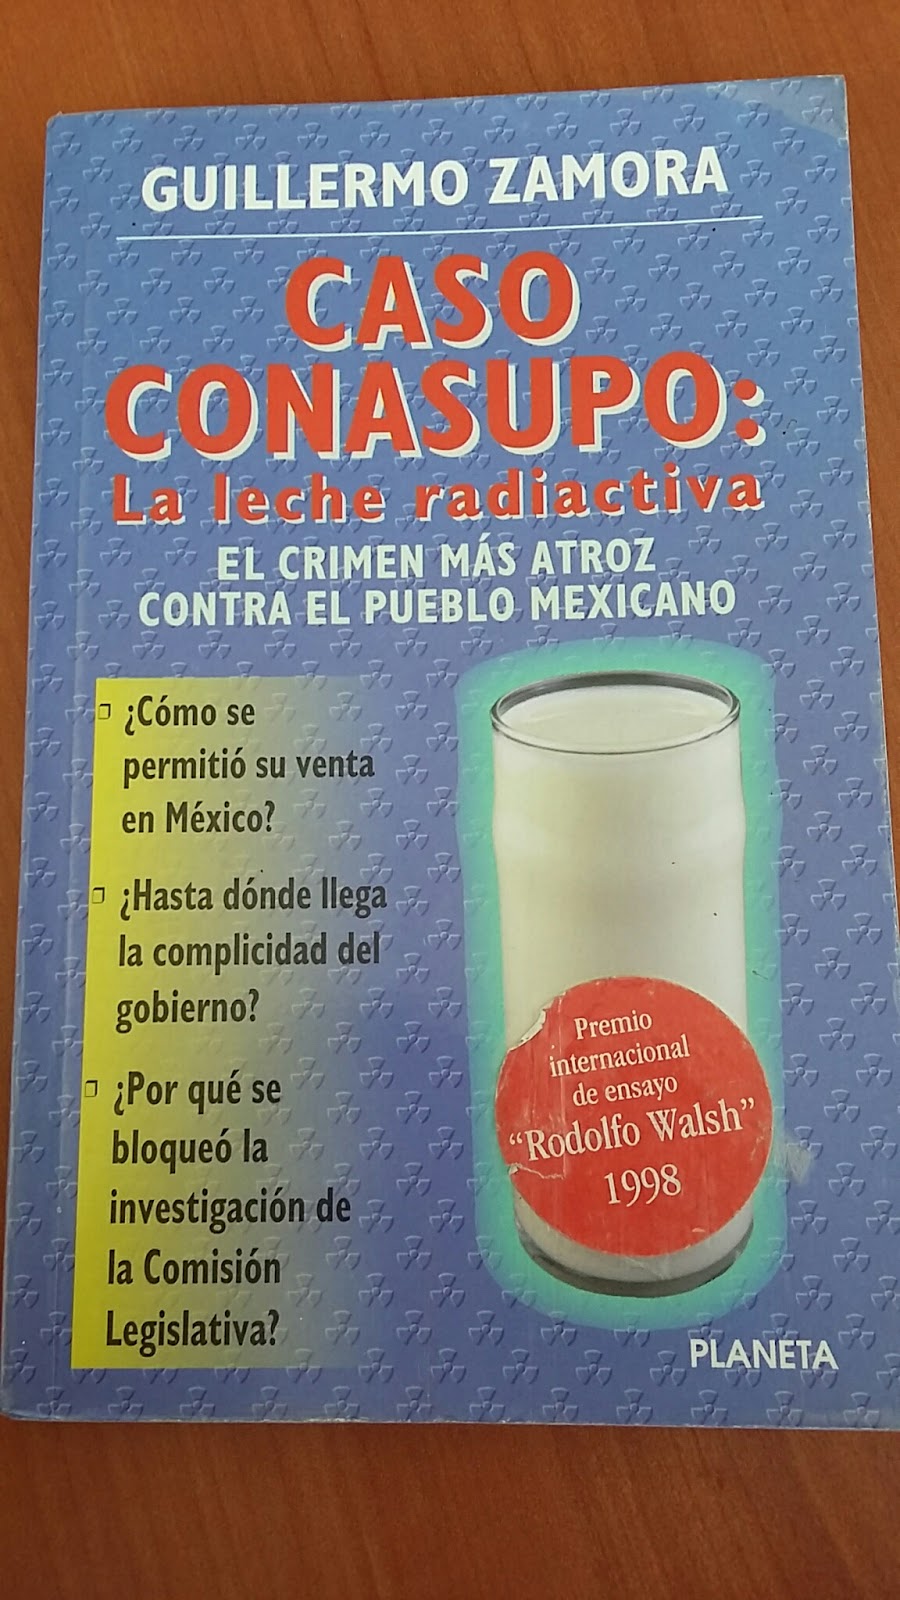 GUILLERMO ZAMORA
CASO
CONASUPO:
La leche radiactiva
EL CRIMEN MÁS ATROZ
CONTRA EL PUEBLO MEXICANO
¿Cómo se
permitió su venta
en México?
¿Hasta dónde llega
la complicidad del
gobierno?
¿Por qué se
bloqueó la
investigación de
la Comisión
Legislativa?
Premio
internacional
de ensayo
“Rodolfo Walsh”
1998
PLANETA